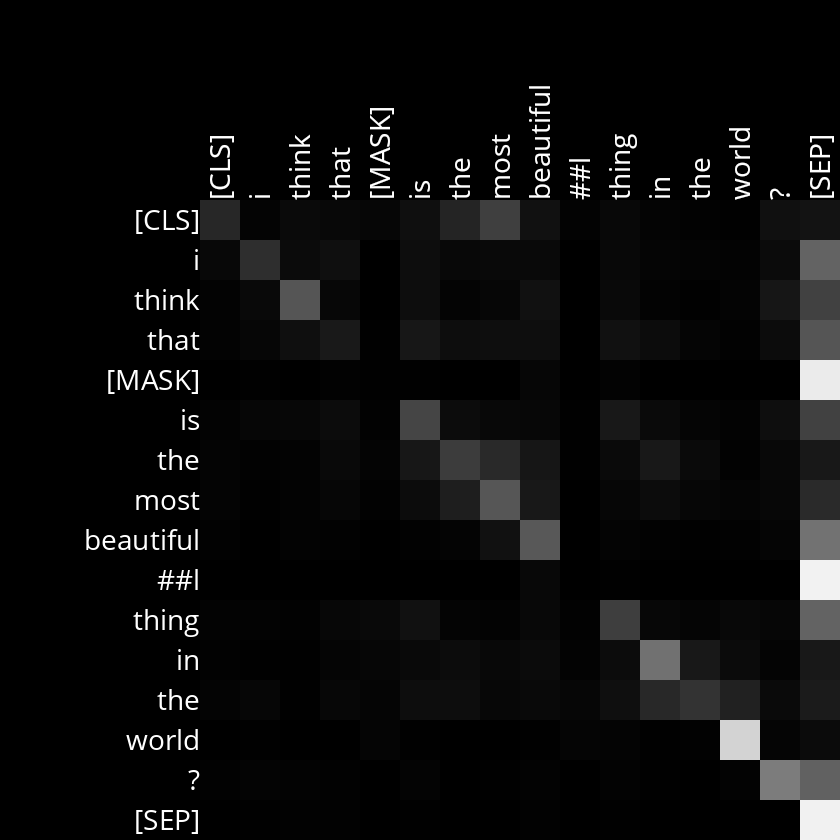 [CLS] i think that [MASK] is the most beautiful ##l thing in the world ? [SEP]
[CLS]
i
think
that
[MASK]
is
the
most
beautiful
##l
thing
in
the
world
?
[SEP]